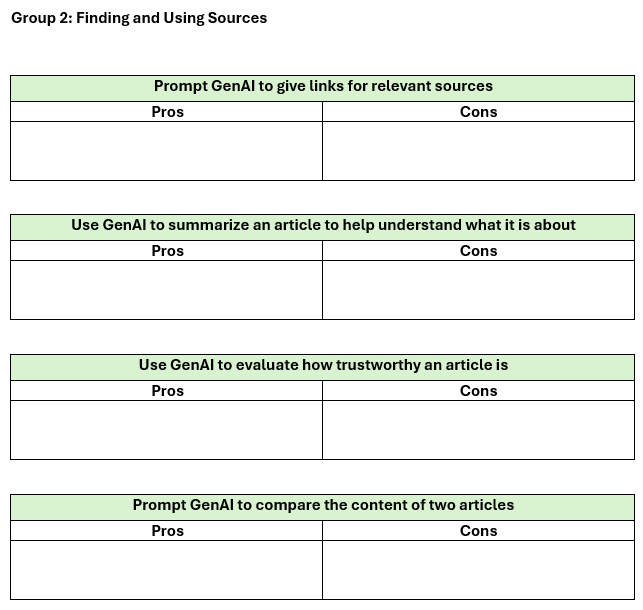 Group 2: Finding and Using Sources
Prompt GenAI to give links for relevant sources
Pros Cons
Use GenAI to summarize an article to help understand what it is about
Pros Cons
Use GenAI to evaluate how trustworthy an article is
Pros Cons
Prompt GenAI to compare the content of two articles
Pros Cons